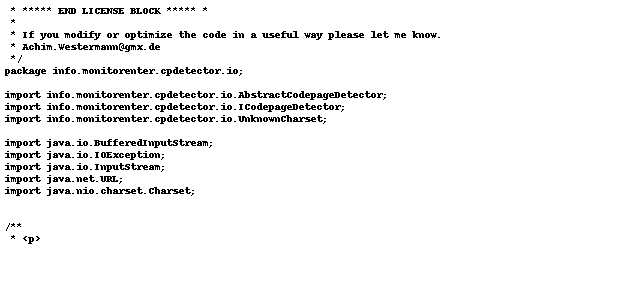 * ***** END LICENSE BLOCK ***** *
 *
 * If you modify or optimize the code in a useful way please let me know.
 * Achim.Westermann@gmx.de
 */
package info.monitorenter.cpdetector.io;

import info.monitorenter.cpdetector.io.AbstractCodepageDetector;
import info.monitorenter.cpdetector.io.ICodepageDetector;
import info.monitorenter.cpdetector.io.UnknownCharset;

import java.io.BufferedInputStream;
import java.io.IOException;
import java.io.InputStream;
import java.net.URL;
import java.nio.charset.Charset;


/**
 * <p>